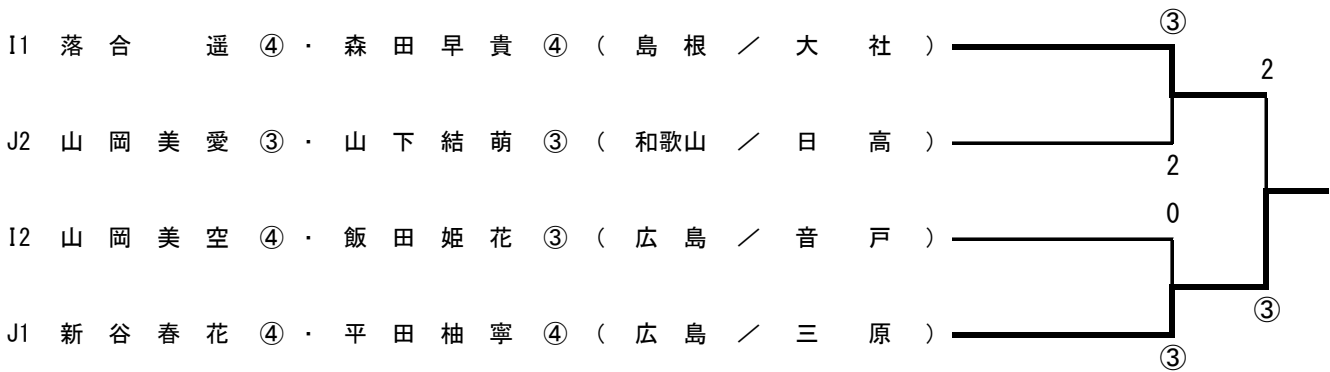 ③
I1 落合 遥 ④ ・ 森田早貴 ④ ( 島根 / 大社 )
2
J2 山岡美愛 ③ ・ 山下結萌 ③ ( 和歌山 / 日高 )
2
0
I2 山岡美空 ④ ・ 飯田姫花 ③ ( 広島 / 音戸 )
③
J1 新谷春花 ④ ・ 平田柚寧 ④ ( 広島 / 三原 )
③